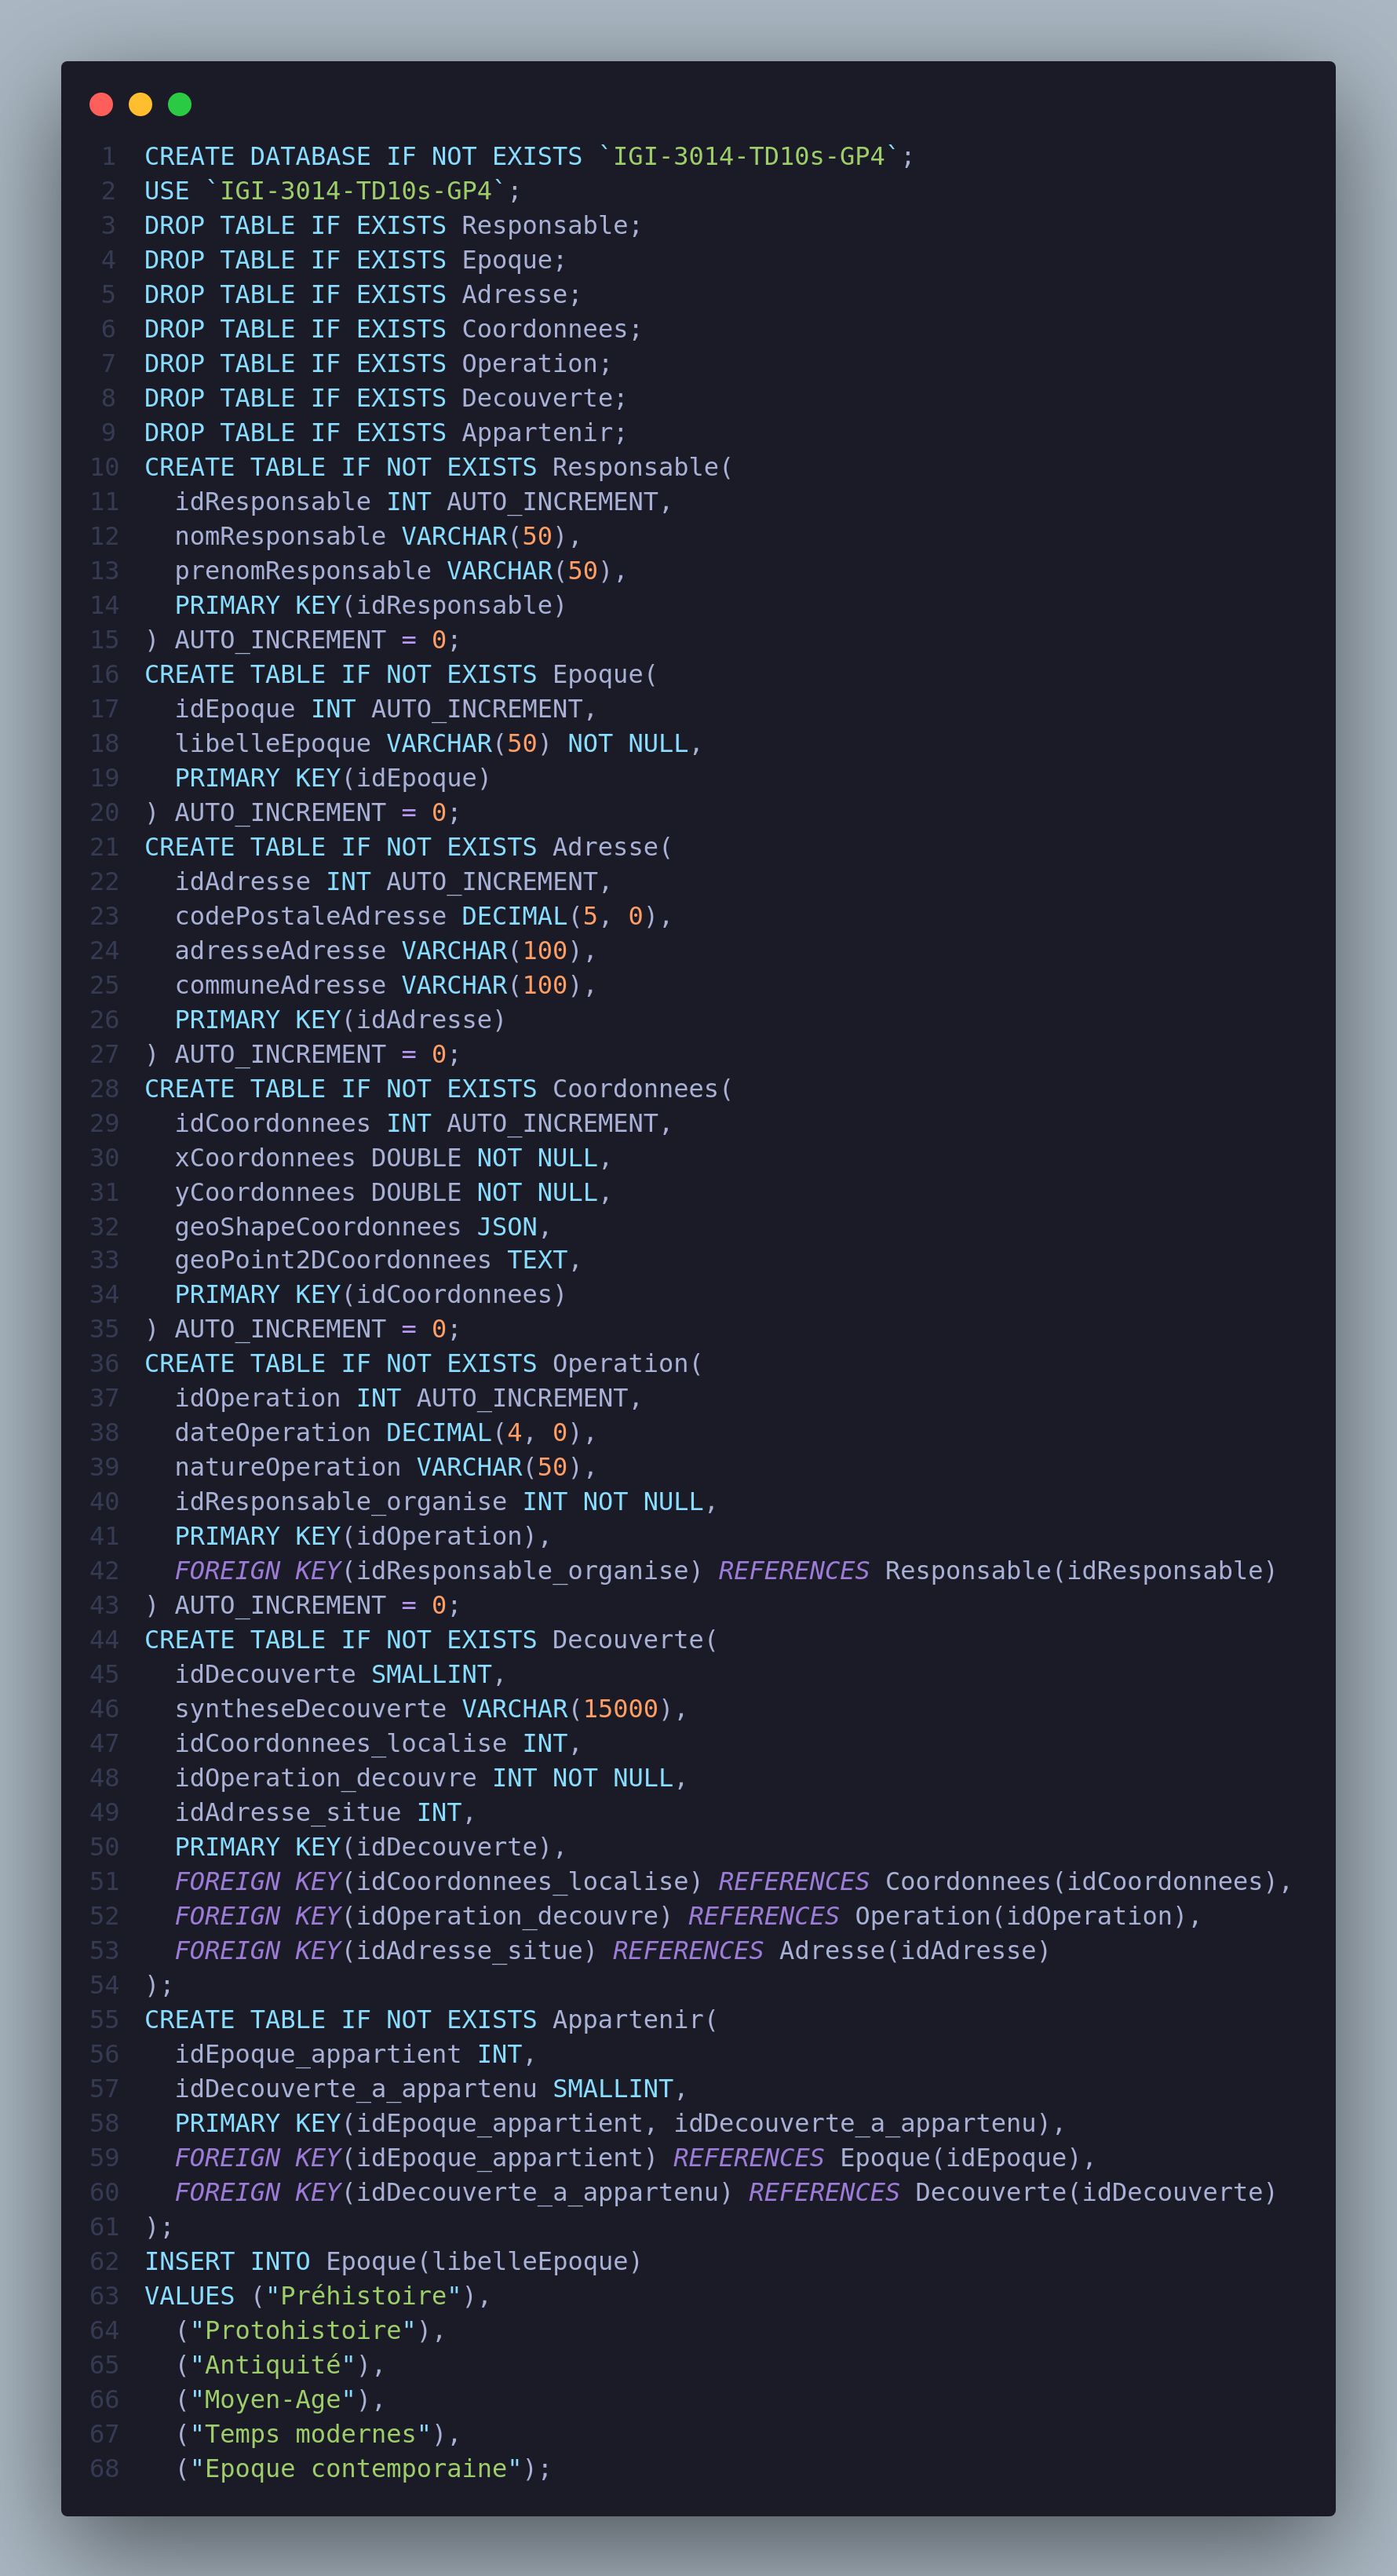 1 CREATE DATABASE IF NOT EXISTS `IGI-3014-TD10s-GP4`;
2 USE `IGI-3014-TD10s-GP4`;
3 DROP TABLE IF EXISTS Responsable;
4 DROP TABLE IF EXISTS Epoque;
5 DROP TABLE IF EXISTS Adresse;
6 DROP TABLE IF EXISTS Coordonnees;
7 DROP TABLE IF EXISTS Operation;
8 DROP TABLE IF EXISTS Decouverte;
9 DROP TABLE IF EXISTS Appartenir;
10 CREATE TABLE IF NOT EXISTS Responsable(
11   idResponsable INT AUTO_INCREMENT,
12   nomResponsable VARCHAR(50),
13   prenomResponsable VARCHAR(50),
14   PRIMARY KEY(idResponsable)
15 ) AUTO_INCREMENT = 0;
16 CREATE TABLE IF NOT EXISTS Epoque(
17   idEpoque INT AUTO_INCREMENT,
18   libelleEpoque VARCHAR(50) NOT NULL,
19   PRIMARY KEY(idEpoque)
20 ) AUTO_INCREMENT = 0;
21 CREATE TABLE IF NOT EXISTS Adresse(
22   idAdresse INT AUTO_INCREMENT,
23   codePostaleAdresse DECIMAL(5, 0),
24   adresseAdresse VARCHAR(100),
25   communeAdresse VARCHAR(100),
26   PRIMARY KEY(idAdresse)
27 ) AUTO_INCREMENT = 0;
28 CREATE TABLE IF NOT EXISTS Coordonnees(
29   idCoordonnees INT AUTO_INCREMENT,
30   xCoordonnees DOUBLE NOT NULL,
31   yCoordonnees DOUBLE NOT NULL,
32   geoShapeCoordonnees JSON,
33   geoPoint2DCoordonnees TEXT,
34   PRIMARY KEY(idCoordonnees)
35 ) AUTO_INCREMENT = 0;
36 CREATE TABLE IF NOT EXISTS Operation(
37   idOperation INT AUTO_INCREMENT,
38   dateOperation DECIMAL(4, 0),
39   natureOperation VARCHAR(50),
40   idResponsable_organise INT NOT NULL,
41   PRIMARY KEY(idOperation),
42   FOREIGN KEY(idResponsable_organise) REFERENCES Responsable(idResponsable)
43 ) AUTO_INCREMENT = 0;
44 CREATE TABLE IF NOT EXISTS Decouverte(
45   idDecouverte SMALLINT,
46   syntheseDecouverte VARCHAR(15000),
47   idCoordonnees_localise INT,
48   idOperation_decouvre INT NOT NULL,
49   idAdresse_situe INT,
50   PRIMARY KEY(idDecouverte),
51   FOREIGN KEY(idCoordonnees_localise) REFERENCES Coordonnees(idCoordonnees),
52   FOREIGN KEY(idOperation_decouvre) REFERENCES Operation(idOperation),
53   FOREIGN KEY(idAdresse_situe) REFERENCES Adresse(idAdresse)
54 );
55 CREATE TABLE IF NOT EXISTS Appartenir(
56   idEpoque_appartient INT,
57   idDecouverte_a_appartenu SMALLINT,
58   PRIMARY KEY(idEpoque_appartient, idDecouverte_a_appartenu),
59   FOREIGN KEY(idEpoque_appartient) REFERENCES Epoque(idEpoque),
60   FOREIGN KEY(idDecouverte_a_appartenu) REFERENCES Decouverte(idDecouverte)
61 );
62 INSERT INTO Epoque(libelleEpoque)
63 VALUES ("Préhistoire"),
64   ("Protohistoire"),
65   ("Antiquité"),
66   ("Moyen-Age"),
67   ("Temps modernes"),
68   ("Epoque contemporaine");